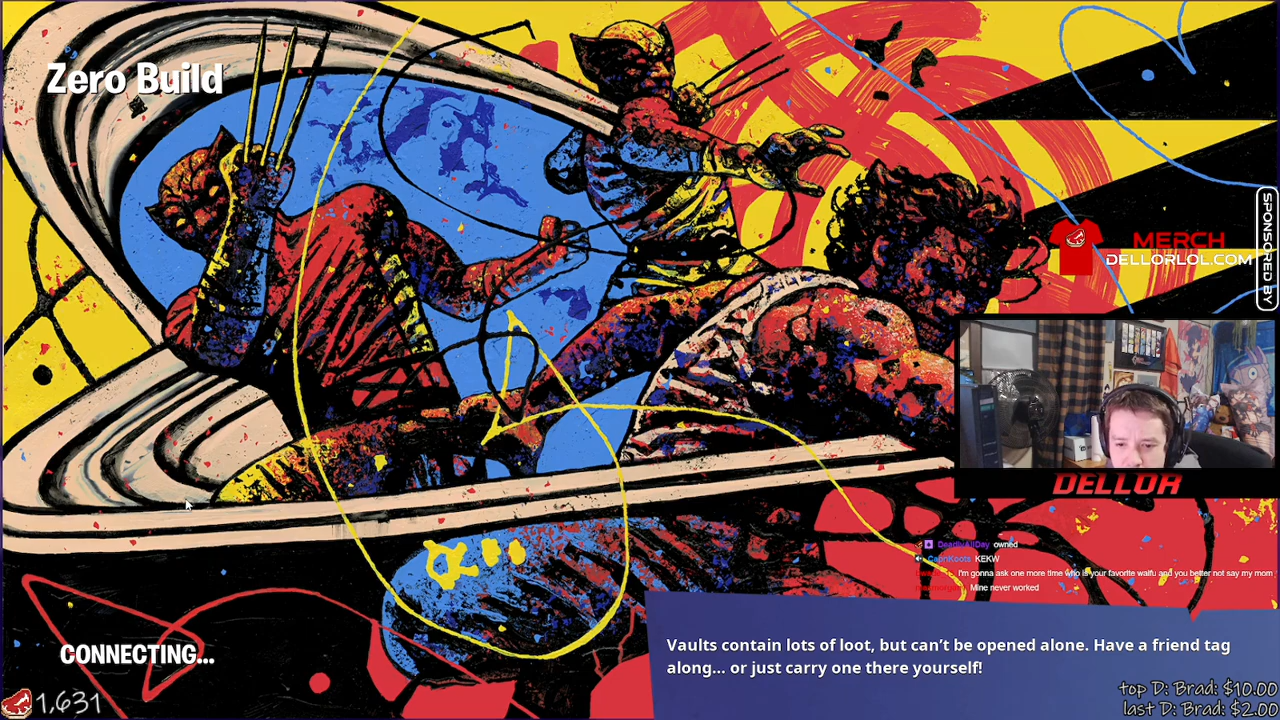 Zero Build
SPONSORED BY
MERCH
DELLORLOL.COM
DELLOR
DeadlyAllDay owned
KEKW
I'm gonna ask one more time who is your favorite waifu and you better not say my mom
Mine never worked
CONNECTING...
Vaults contain lots of loot, but can't be opened alone. Have a friend tag
along... or just carry one there yourself!
1,631
top D: Brad: $10.00
last D: Brad: $2.00